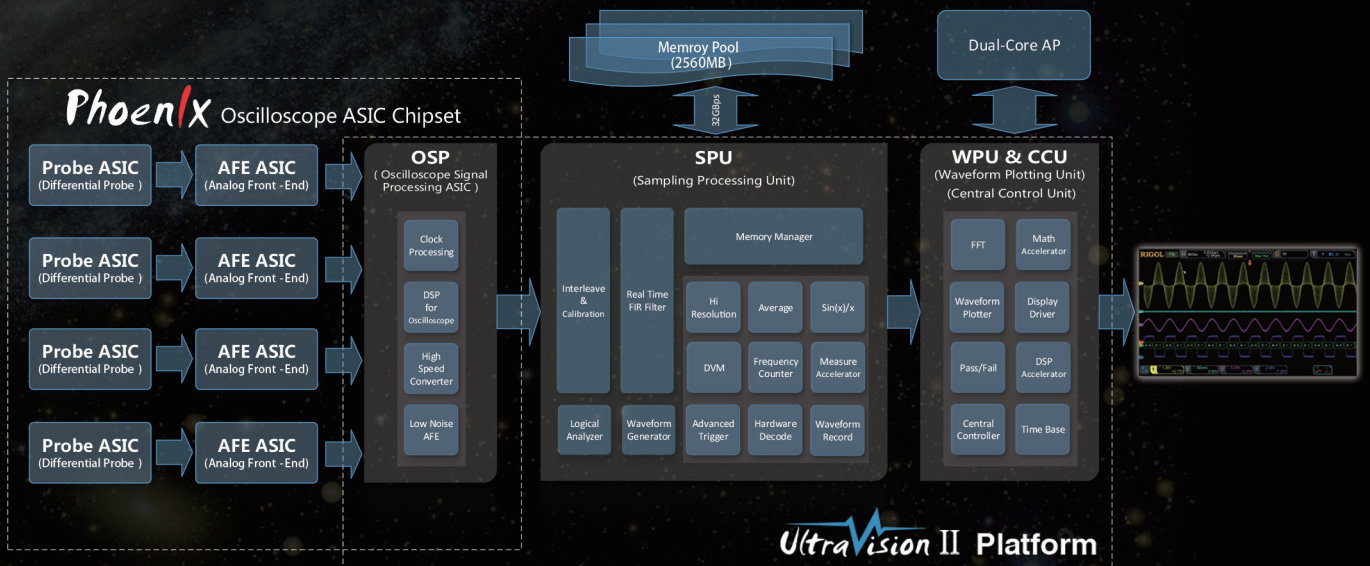 Memroy Pool
(2560MB)
Dual-Core AP
32GBps
PhoenIx Oscilloscope ASIC Chipset
Probe ASIC
(Differential Probe )
AFE ASIC
(Analog Front -End)
Probe ASIC
(Differential Probe )
AFE ASIC
(Analog Front -End)
Probe ASIC
(Differential Probe )
AFE ASIC
(Analog Front -End)
Probe ASIC
(Differential Probe )
AFE ASIC
(Analog Front -End)
OSP
( Oscilloscope Signal
Processing ASIC )
Clock
Processing
DSP
for
Oscilloscope
High
Speed
Converter
Low Noise
AFE
SPU
(Sampling Processing Unit)
Interleave
&
Calibration
Real Time
FIR Filter
Memory Manager
Hi
Resolution
Average
Sin(x)/x
DVM
Frequency
Counter
Measure
Accelerator
Logical
Analyzer
Waveform
Generator
Advanced
Trigger
Hardware
Decode
Waveform
Record
WPU & CCU
(Waveform Plotting Unit)
(Central Control Unit)
FFT
Math
Accelerator
Waveform
Plotter
Display
Driver
Pass/Fail
DSP
Accelerator
Central
Controller
Time Base
RIGOL
UltraVision II Platform